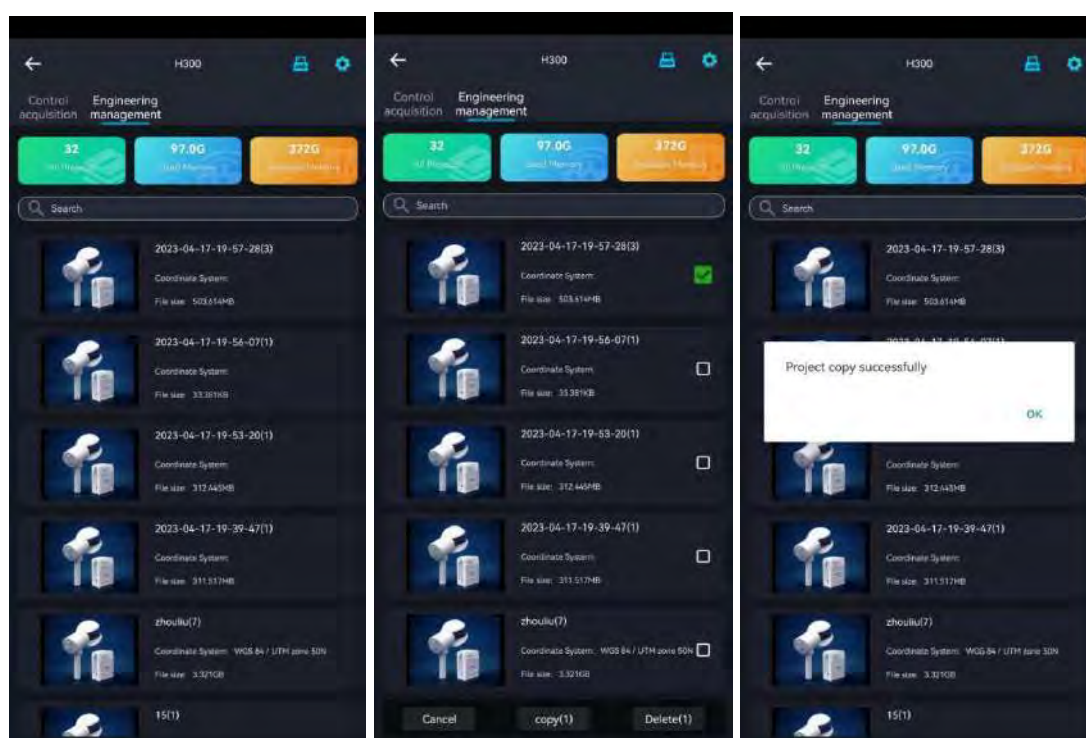 H300
Control
acquisition
Engineering
management
32
97.0G
372G
Used Memory
Search
2023-04-17-19-57-28(3)
Coordinate System:
File size: 503.614MB
2023-04-17-19-56-07(1)
Coordinate System:
File size: 33.381KB
2023-04-17-19-53-20(1)
Coordinate System:
File size: 312.445MB
2023-04-17-19-39-47(1)
Coordinate System:
File size: 311.517MB
zhouliu(7)
Coordinate System: WGS 84 / UTM zone 50N
File size: 3.321GB
15(1)
H300
Control
acquisition
Engineering
management
32
97.0G
372G
Used Memory
Search
2023-04-17-19-57-28(3)
Coordinate System:
File size: 503.614MB
2023-04-17-19-56-07(1)
Coordinate System:
File size: 33.381KB
2023-04-17-19-53-20(1)
Coordinate System:
File size: 312.445MB
2023-04-17-19-39-47(1)
Coordinate System:
File size: 311.517MB
zhouliu(7)
Coordinate System: WGS 84 / UTM zone 50N
File size: 3.321GB
Cancel
copy(1)
Delete(1)
H300
Control
acquisition
Engineering
management
32
97.0G
372G
Used Memory
Search
2023-04-17-19-57-28(3)
Coordinate System:
File size: 503.614MB
Project copy successfully
OK
Coordinate System:
File size: 312.445MB
2023-04-17-19-39-47(1)
Coordinate System:
File size: 311.517MB
zhouliu(7)
Coordinate System: WGS 84 / UTM zone 50N
File size: 3.321GB
15(1)